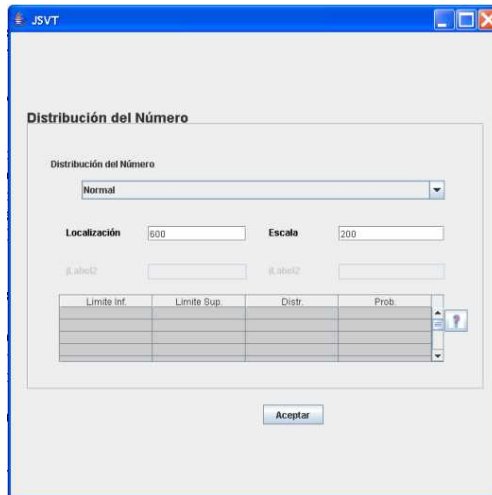 JSVT
Distribución del Número
Distribución del Número
Normal
Localización 600 Escala 200
jLabel2 jLabel2
Limite Inf. Limite Sup. Distr. Prob.
?
Aceptar